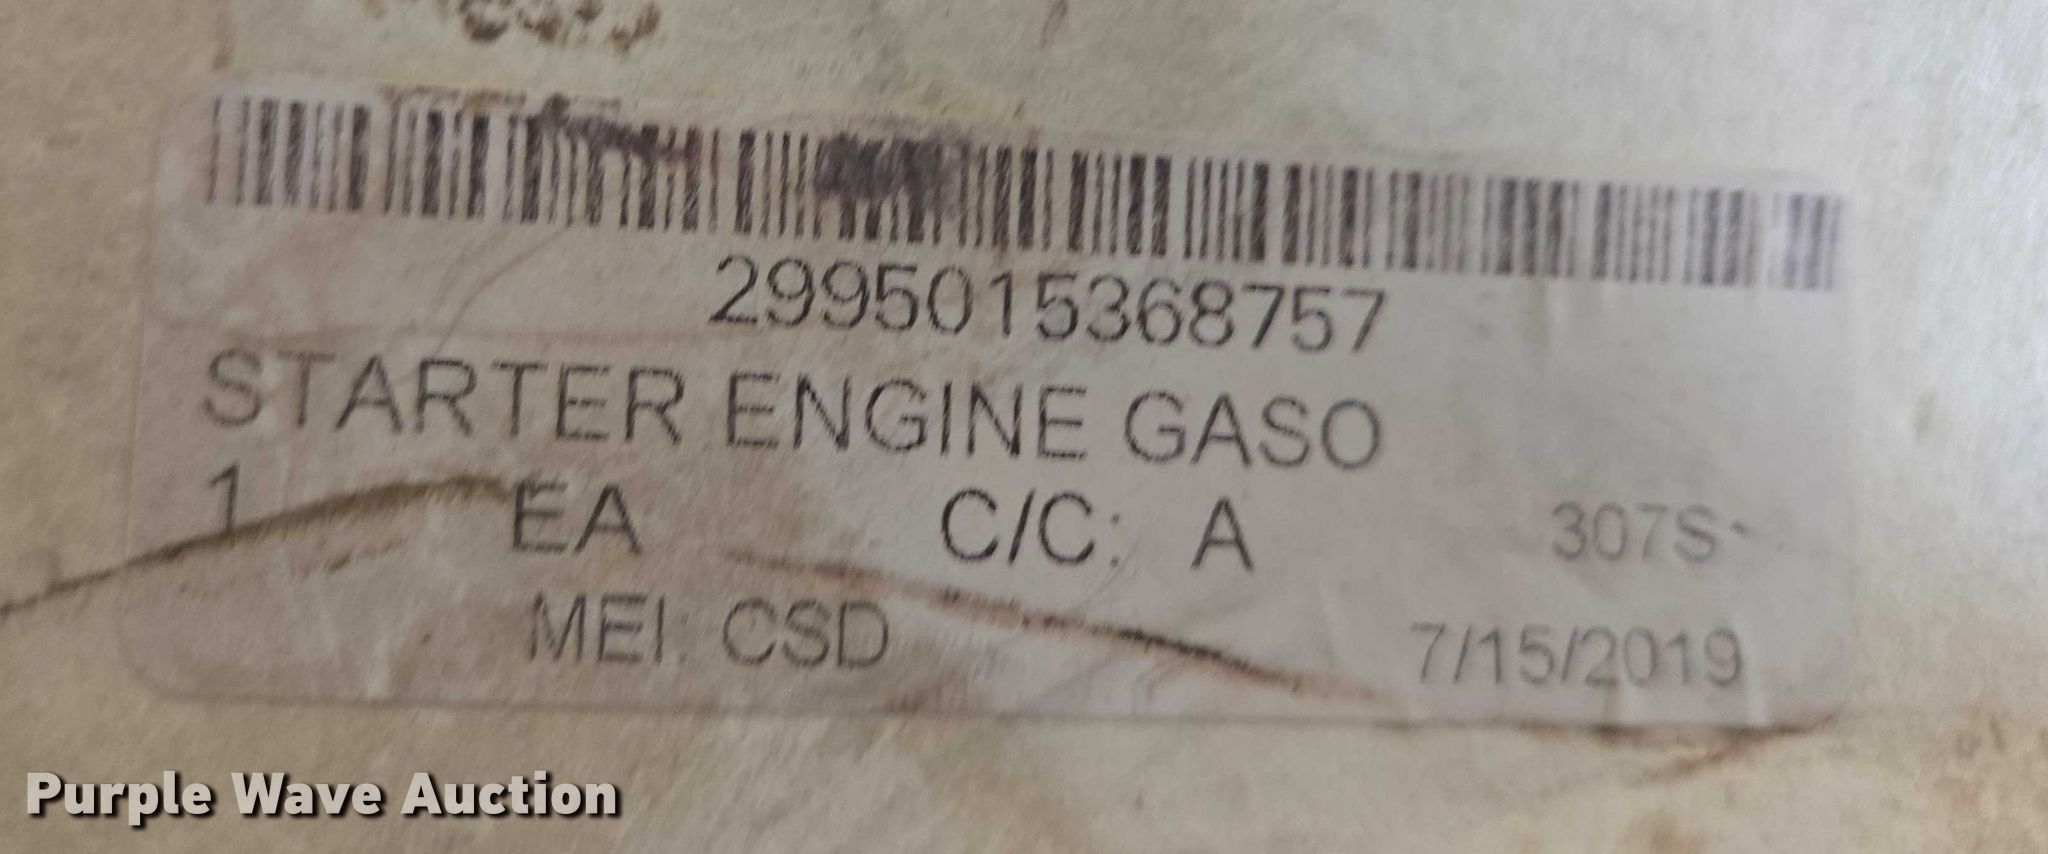 2995015368757
STARTER ENGINE GASO
1 EA C/C: A 307S
MEI: CSD 7/15/2019
Purple Wave Auction